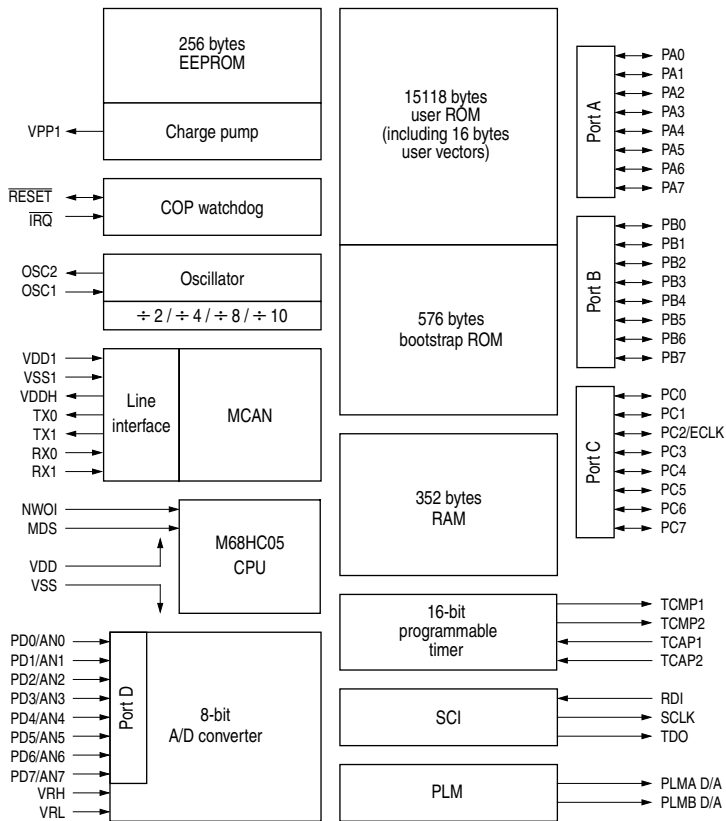 256 bytes
EEPROM
VPP1
Charge pump
RESET
IRQ
COP watchdog
OSC2
OSC1
Oscillator
÷ 2 / ÷ 4 / ÷ 8 / ÷ 10
VDD1
VSS1
VDDH
TX0
TX1
RX0
RX1
Line
interface
MCAN
NWOI
MDS
VDD
VSS
M68HC05
CPU
PD0/AN0
PD1/AN1
PD2/AN2
PD3/AN3
PD4/AN4
PD5/AN5
PD6/AN6
PD7/AN7
VRH
VRL
Port D
8-bit
A/D converter
15118 bytes
user ROM
(including 16 bytes
user vectors)
576 bytes
bootstrap ROM
352 bytes
RAM
16-bit
programmable
timer
SCI
PLM
Port A
PA0
PA1
PA2
PA3
PA4
PA5
PA6
PA7
Port B
PB0
PB1
PB2
PB3
PB4
PB5
PB6
PB7
Port C
PC0
PC1
PC2/ECLK
PC3
PC4
PC5
PC6
PC7
TCMP1
TCMP2
TCAP1
TCAP2
RDI
SCLK
TDO
PLMA D/A
PLMB D/A